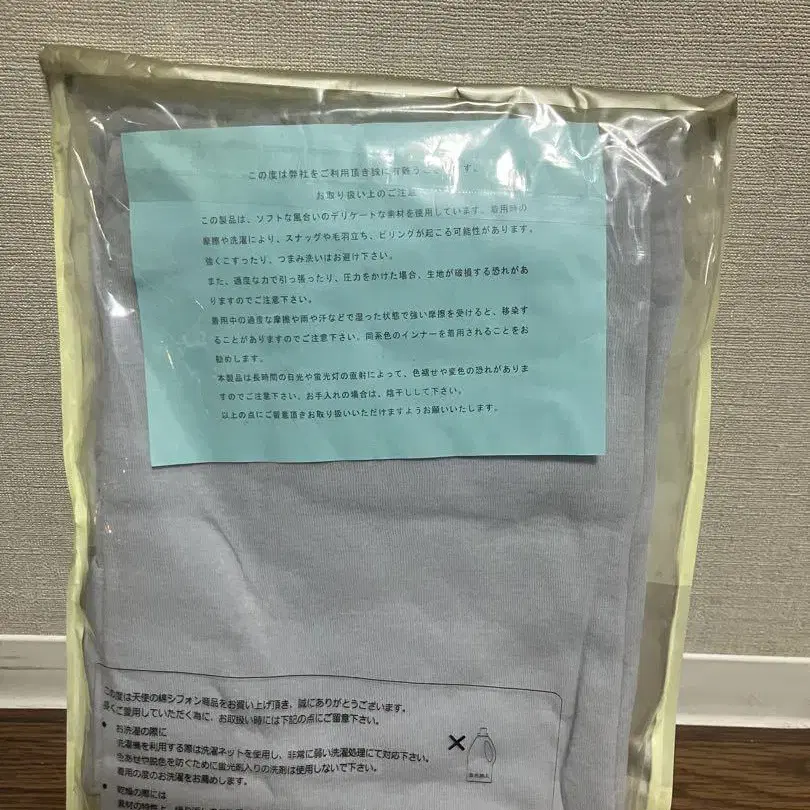 この度は弊社をご利用頂き誠に有難うございます。
お取り扱い上のご注意
この製品は、ソフトな風合いのデリケートな素材を使用しています。着用時の
摩擦や洗濯により、スナッグや毛羽立ち、ピリングが起こる可能性があります。
強くこすったり、つまみ洗いはお避け下さい。
また、過度な力で引っ張ったり、圧力をかけた場合、生地が破損する恐れがあ
りますのでご注意下さい。
着用中の過度な摩擦や雨や汗などで湿った状態で強い摩擦を受けると、移染す
ることがありますのでご注意下さい。同系色のインナーを着用されることをお
勧めします。
本製品は長時間の日光や蛍光灯の直射によって、色褪せや変色の恐れがありま
すのでご注意下さい。お手入れの場合は、陰干しして下さい。
以上の点にご留意頂きお取り扱いいただけますようお願いいたします。
この度は天使の綿シフォン商品をお買い上げ頂き、誠にありがとうございます。
長くご愛用していただく為に、お取扱い時には下記の点にご留意下さい。
● お洗濯の際に
洗濯機を利用する際は洗濯ネットを使用し、非常に弱い洗濯処理にて対応下さい。
色あせや脱色を防ぐために蛍光剤入りの洗剤は使用しないで下さい。
着用の度のお洗濯をお薦めします。
● 乾燥の際には
素材の特性上